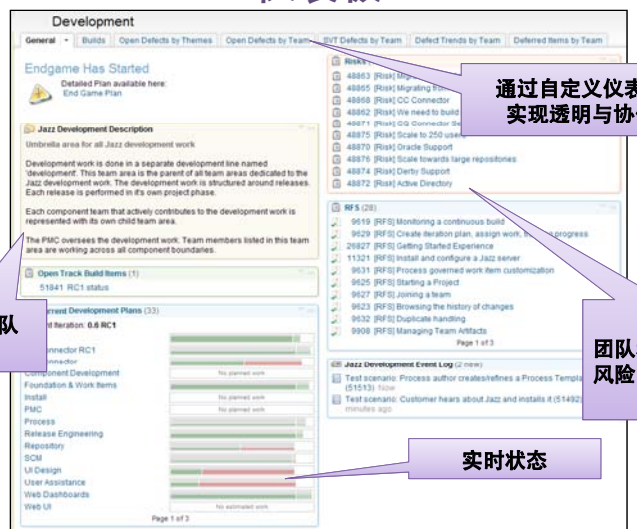 Development
General
Builds
Open Defects by Themes
Open Defects by Team
SVT Defects by Team
Defect Trends by Team
Deferred Items by Team
Endgame Has Started
Detailed Plan available here:
End Game Plan
Jazz Development Description
Umbrella area for all Jazz development work
Development work is done in a separate development line named
'development'. This team area is the parent of all team areas dedicated to the
Jazz development work. The development work is structured around releases.
Each release is performed in it's own project phase.
Each component team that actively contributes to the development work is
represented with its own child team area.
The PMC oversees the development work. Team members listed in this team
area are working across all component boundaries.
Open Track Build Items (1)
51841 RC1 status
队
Current Development Plans (33)
Iteration: 0.6 RC1
Connector RC1
Component Development
No planned work
Foundation & Work Items
Install
No planned work
PMC
No planned work
Process
Release Engineering
Repository
SCM
UI Design
User Assistance
Web Dashboards
Web UI
No estimated work
Page 1 of 3
Risks
48863 [Risk]
48865 [Risk] Migrating from
48868 [Risk] CC Connector
48862 [Risk] We need to build
48871 [Risk] CQ Connector
48875 [Risk] Scale to 250 users
48870 [Risk] Oracle Support
48876 [Risk] Scale towards large repositories
48874 [Risk] Derby Support
48872 [Risk] Active Directory
通过自定义仪表
实现透明与协
RFS (28)
9619 [RFS] Monitoring a continuous build
9629 [RFS] Create iteration plan, assign work, progress
26827 [RFS] Getting Started Experience
11321 [RFS] Install and configure a Jazz server
9631 [RFS] Process governed work item customization
9625 [RFS] Starting a Project
9627 [RFS] Joining a team
9623 [RFS] Browsing the history of changes
9632 [RFS] Duplicate handling
9908 [RFS] Managing Team Artifacts
Page 1 of 3
团队
风险
Jazz Development Event Log (2 new)
Test scenario: Process author creates/refines a Process
(51513) Now
Test scenario: Customer hears about Jazz and installs it (51492)
minutes ago
实时状态